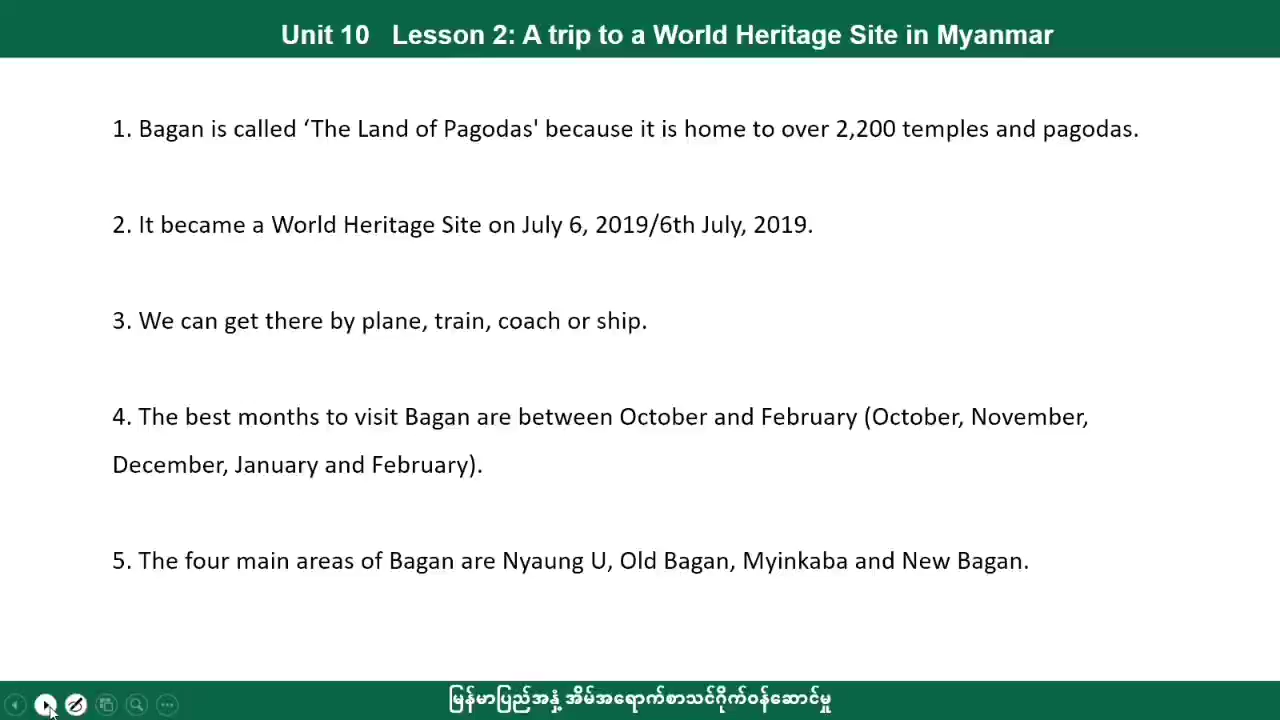 Unit 10 Lesson 2: A trip to a World Heritage Site in Myanmar
1. Bagan is called ‘The Land of Pagodas' because it is home to over 2,200 temples and pagodas.
2. It became a World Heritage Site on July 6, 2019/6th July, 2019.
3. We can get there by plane, train, coach or ship.
4. The best months to visit Bagan are between October and February (October, November,
December, January and February).
5. The four main areas of Bagan are Nyaung U, Old Bagan, Myinkaba and New Bagan.
မြန်မာပြည်အနှံ့ အိမ်အရောက်စာသင်ဂိုက်ဝန်ဆောင်မှု